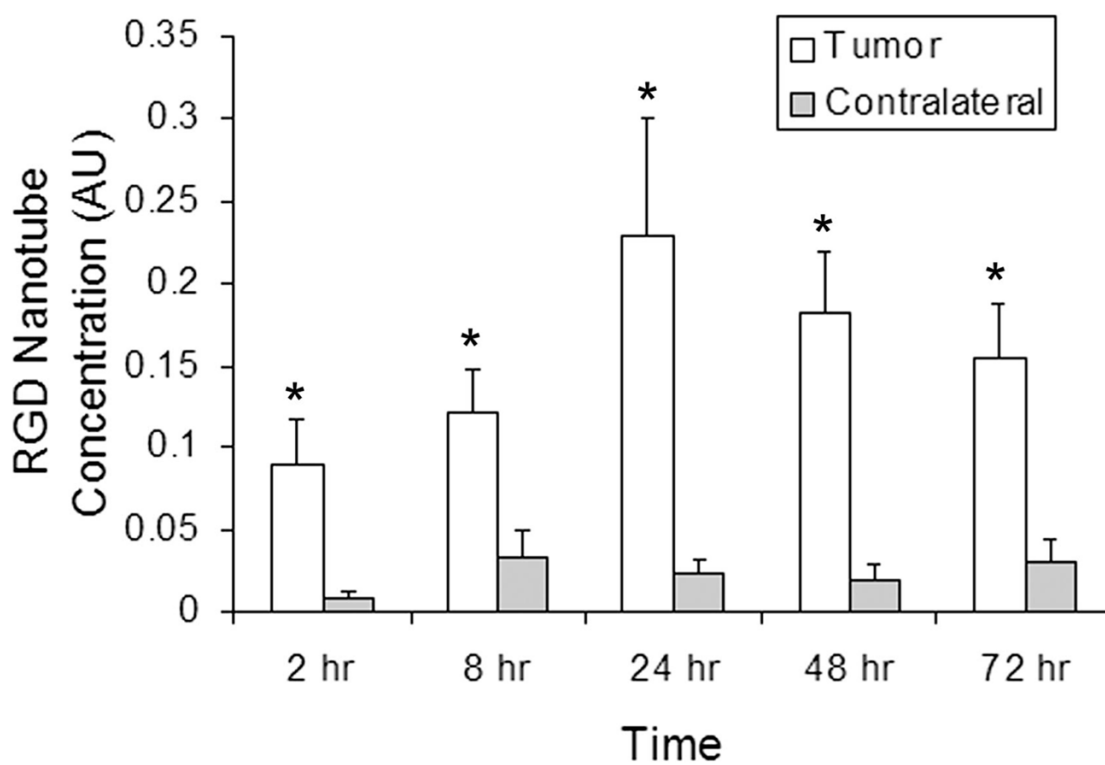 0.35
0.3
0.25
0.2
0.15
0.1
0.05
0
RGD Nanotube
Concentration (AU)
Tumor
Contralateral
*
*
*
*
*
2 hr
8 hr
24 hr
48 hr
72 hr
Time